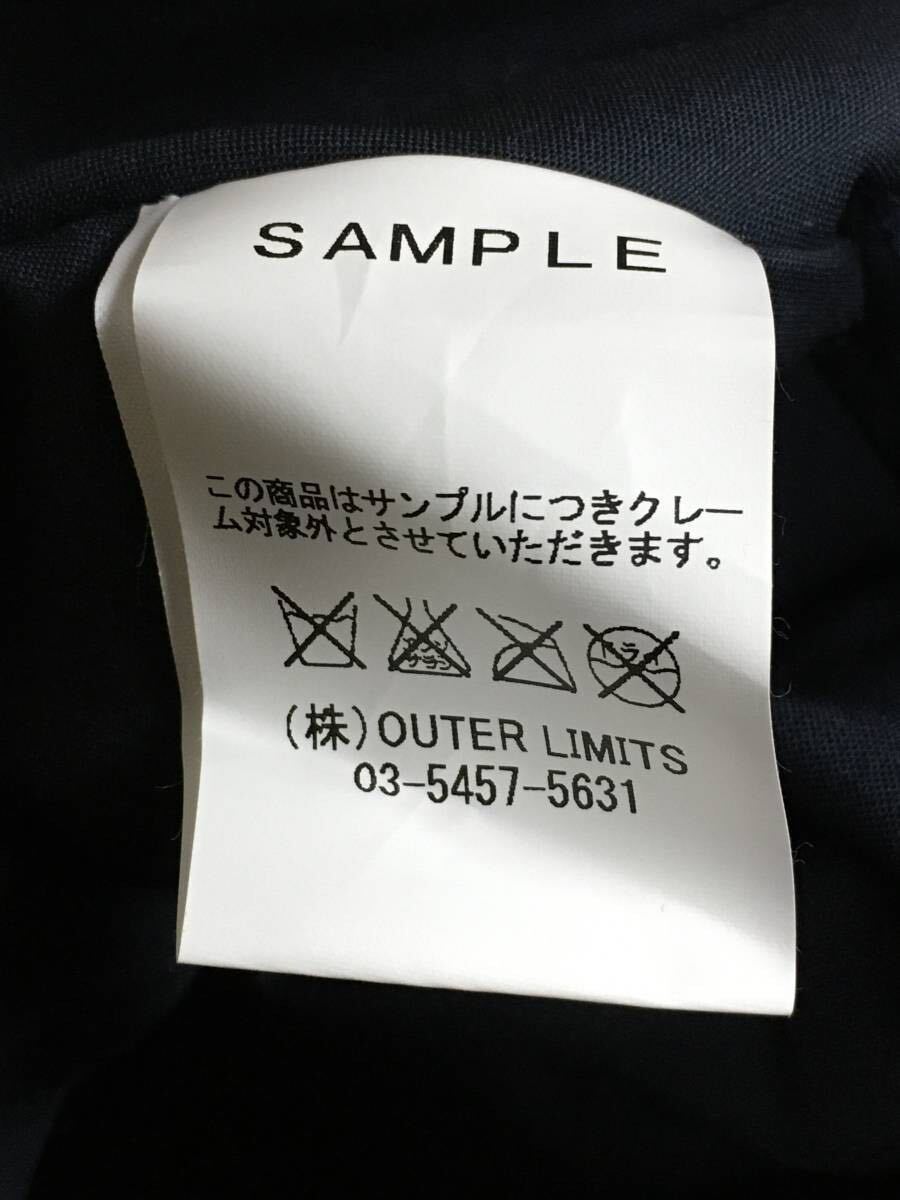 SAMPLE
この商品はサンプルにつきクレー
ム対象外とさせていただきます。
(株)OUTER LIMITS
03-5457-5631